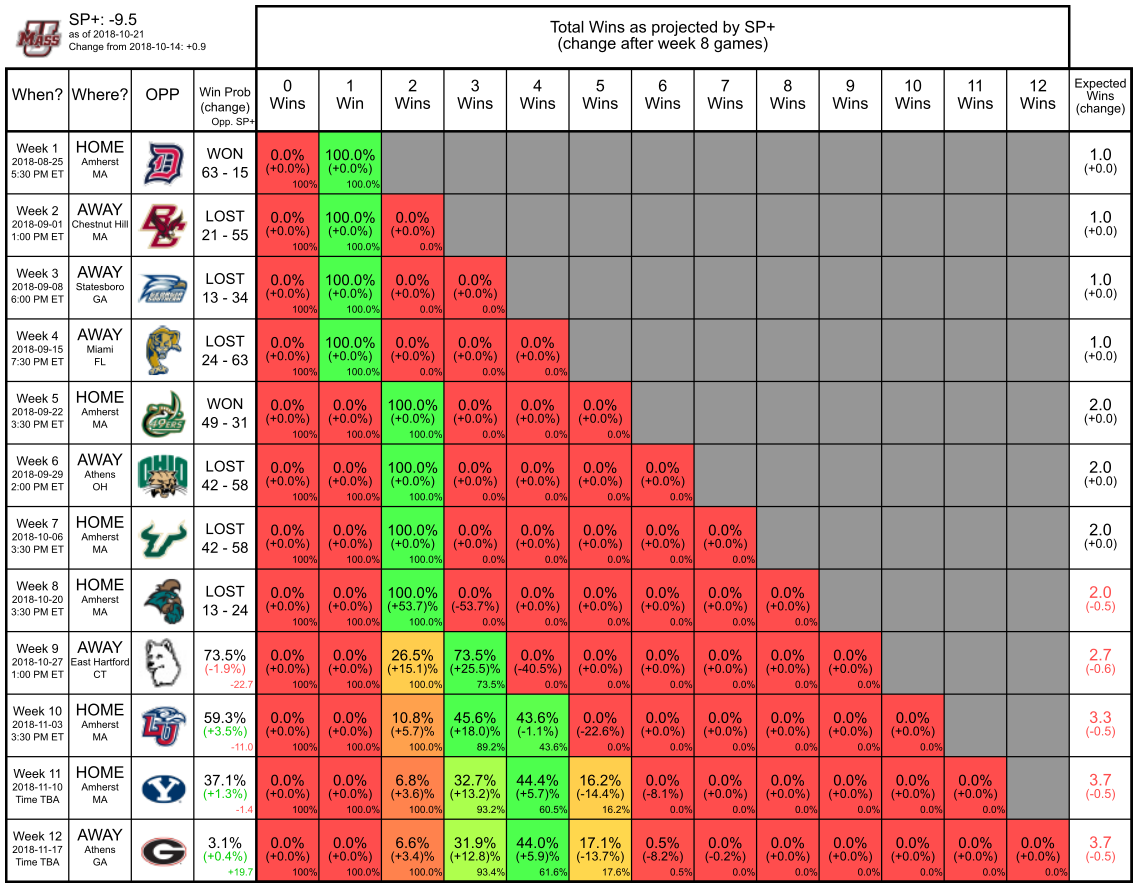 U MASS
SP+: -9.5
as of 2018-10-21
Change from 2018-10-14: +0.9
Total Wins as projected by SP+
(change after week 8 games)
When? Where? OPP Win Prob (change) Opp. SP+ 0 Wins 1 Win 2 Wins 3 Wins 4 Wins 5 Wins 6 Wins 7 Wins 8 Wins 9 Wins 10 Wins 11 Wins 12 Wins Expected Wins (change)
Week 1 HOME D WON 0.0% 100.0% 1.0
2018-08-25 Amherst 63 - 15 (+0.0%) (+0.0%) (+0.0)
5:30 PM ET MA 100% 100.0%
Week 2 AWAY BC LOST 0.0% 100.0% 0.0% 1.0
2018-09-01 Chestnut Hill 21 - 55 (+0.0%) (+0.0%) (+0.0%) (+0.0)
1:00 PM ET MA 100% 100.0% 0.0%
Week 3 AWAY LOST 0.0% 100.0% 0.0% 0.0% 1.0
2018-09-08 Statesboro 13 - 34 (+0.0%) (+0.0%) (+0.0%) (+0.0%) (+0.0)
6:00 PM ET GA 100% 100.0% 0.0% 0.0%
Week 4 AWAY LOST 0.0% 100.0% 0.0% 0.0% 0.0% 1.0
2018-09-15 Miami 24 - 63 (+0.0%) (+0.0%) (+0.0%) (+0.0%) (+0.0%) (+0.0)
7:30 PM ET FL 100% 100.0% 0.0% 0.0% 0.0%
Week 5 HOME 49ERS WON 0.0% 0.0% 100.0% 0.0% 0.0% 0.0% 2.0
2018-09-22 Amherst 49 - 31 (+0.0%) (+0.0%) (+0.0%) (+0.0%) (+0.0%) (+0.0%) (+0.0)
3:30 PM ET MA 100% 100% 100.0% 0.0% 0.0% 0.0%
Week 6 AWAY OHIO LOST 0.0% 0.0% 100.0% 0.0% 0.0% 0.0% 0.0% 2.0
2018-09-29 Athens 42 - 58 (+0.0%) (+0.0%) (+0.0%) (+0.0%) (+0.0%) (+0.0%) (+0.0%) (+0.0)
2:00 PM ET OH 100% 100% 100.0% 0.0% 0.0% 0.0% 0.0%
Week 7 HOME LOST 0.0% 0.0% 100.0% 0.0% 0.0% 0.0% 0.0% 0.0% 2.0
2018-10-06 Amherst 42 - 58 (+0.0%) (+0.0%) (+0.0%) (+0.0%) (+0.0%) (+0.0%) (+0.0%) (+0.0%) (+0.0)
3:30 PM ET MA 100% 100% 100.0% 0.0% 0.0% 0.0% 0.0% 0.0%
Week 8 HOME LOST 0.0% 0.0% 100.0% 0.0% 0.0% 0.0% 0.0% 0.0% 0.0% 2.0
2018-10-20 Amherst 13 - 24 (+0.0%) (+0.0%) (+53.7)% (-53.7%) (+0.0%) (+0.0%) (+0.0%) (+0.0%) (+0.0%) (-0.5)
3:30 PM ET MA 100% 100% 100.0% 0.0% 0.0% 0.0% 0.0% 0.0% 0.0%
Week 9 AWAY 73.5% 0.0% 0.0% 26.5% 73.5% 0.0% 0.0% 0.0% 0.0% 0.0% 0.0% 2.7
2018-10-27 East Hartford (-1.9%) (+0.0%) (+0.0%) (+15.1)% (+25.5)% (-40.5%) (+0.0%) (+0.0%) (+0.0%) (+0.0%) (+0.0%) (-0.6)
1:00 PM ET CT -22.7 100% 100% 100.0% 73.5% 0.0% 0.0% 0.0% 0.0% 0.0% 0.0%
Week 10 HOME LU 59.3% 0.0% 0.0% 10.8% 45.6% 43.6% 0.0% 0.0% 0.0% 0.0% 0.0% 0.0% 3.3
2018-11-03 Amherst (+3.5%) (+0.0%) (+0.0%) (+5.7)% (+18.0)% (-1.1%) (-22.6%) (+0.0%) (+0.0%) (+0.0%) (+0.0%) (+0.0%) (-0.5)
3:30 PM ET MA -11.0 100% 100% 100.0% 89.2% 43.6% 0.0% 0.0% 0.0% 0.0% 0.0% 0.0%
Week 11 HOME Y 37.1% 0.0% 0.0% 6.8% 32.7% 44.4% 16.2% 0.0% 0.0% 0.0% 0.0% 0.0% 0.0% 3.7
2018-11-10 Amherst (+1.3%) (+0.0%) (+0.0%) (+3.6)% (+13.2)% (+5.7)% (-14.4%) (-8.1%) (+0.0%) (+0.0%) (+0.0%) (+0.0%) (+0.0%) (-0.5)
Time TBA MA -1.4 100% 100% 100.0% 93.2% 60.5% 16.2% 0.0% 0.0% 0.0% 0.0% 0.0% 0.0%
Week 12 AWAY G 3.1% 0.0% 0.0% 6.6% 31.9% 44.0% 17.1% 0.5% 0.0% 0.0% 0.0% 0.0% 0.0% 0.0% 3.7
2018-11-17 Athens (+0.4%) (+0.0%) (+0.0%) (+3.4)% (+12.8)% (+5.9)% (-13.7%) (-8.2%) (-0.2%) (+0.0%) (+0.0%) (+0.0%) (+0.0%) (+0.0%) (-0.5)
Time TBA GA +19.7 100% 100% 100.0% 93.4% 61.6% 17.6% 0.5% 0.0% 0.0% 0.0% 0.0% 0.0% 0.0%